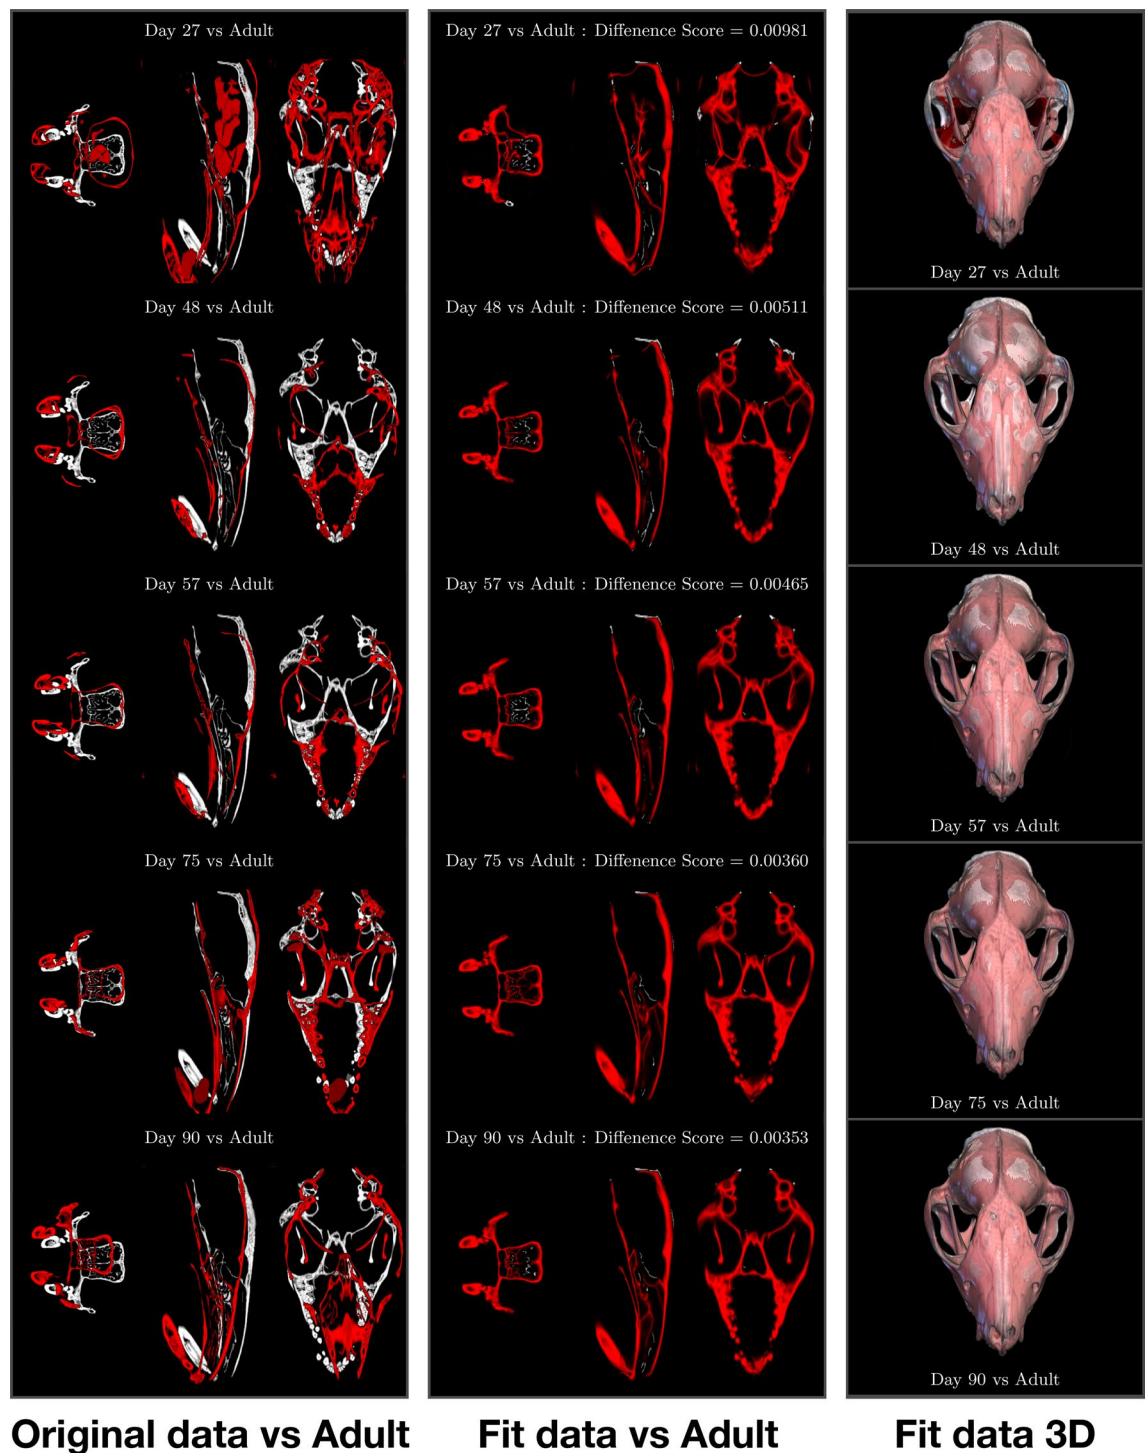 Day 27 vs Adult
Day 27 vs Adult : Diffenence Score = 0.00981
Day 27 vs Adult
Day 48 vs Adult
Day 48 vs Adult : Diffenence Score = 0.00511
Day 48 vs Adult
Day 57 vs Adult
Day 57 vs Adult : Diffenence Score = 0.00465
Day 57 vs Adult
Day 75 vs Adult
Day 75 vs Adult : Diffenence Score = 0.00360
Day 75 vs Adult
Day 90 vs Adult
Day 90 vs Adult : Diffenence Score = 0.00353
Day 90 vs Adult
Original data vs Adult
Fit data vs Adult
Fit data 3D